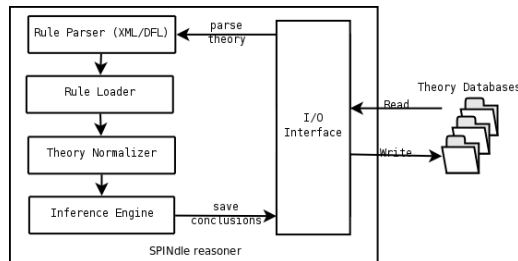 Rule Parser (XML/DFL)
parse
theory
Rule Loader
Theory Databases
I/O
Interface
Read
Theory Normalizer
Write
Inference Engine
save
conclusions
SPINdle reasoner